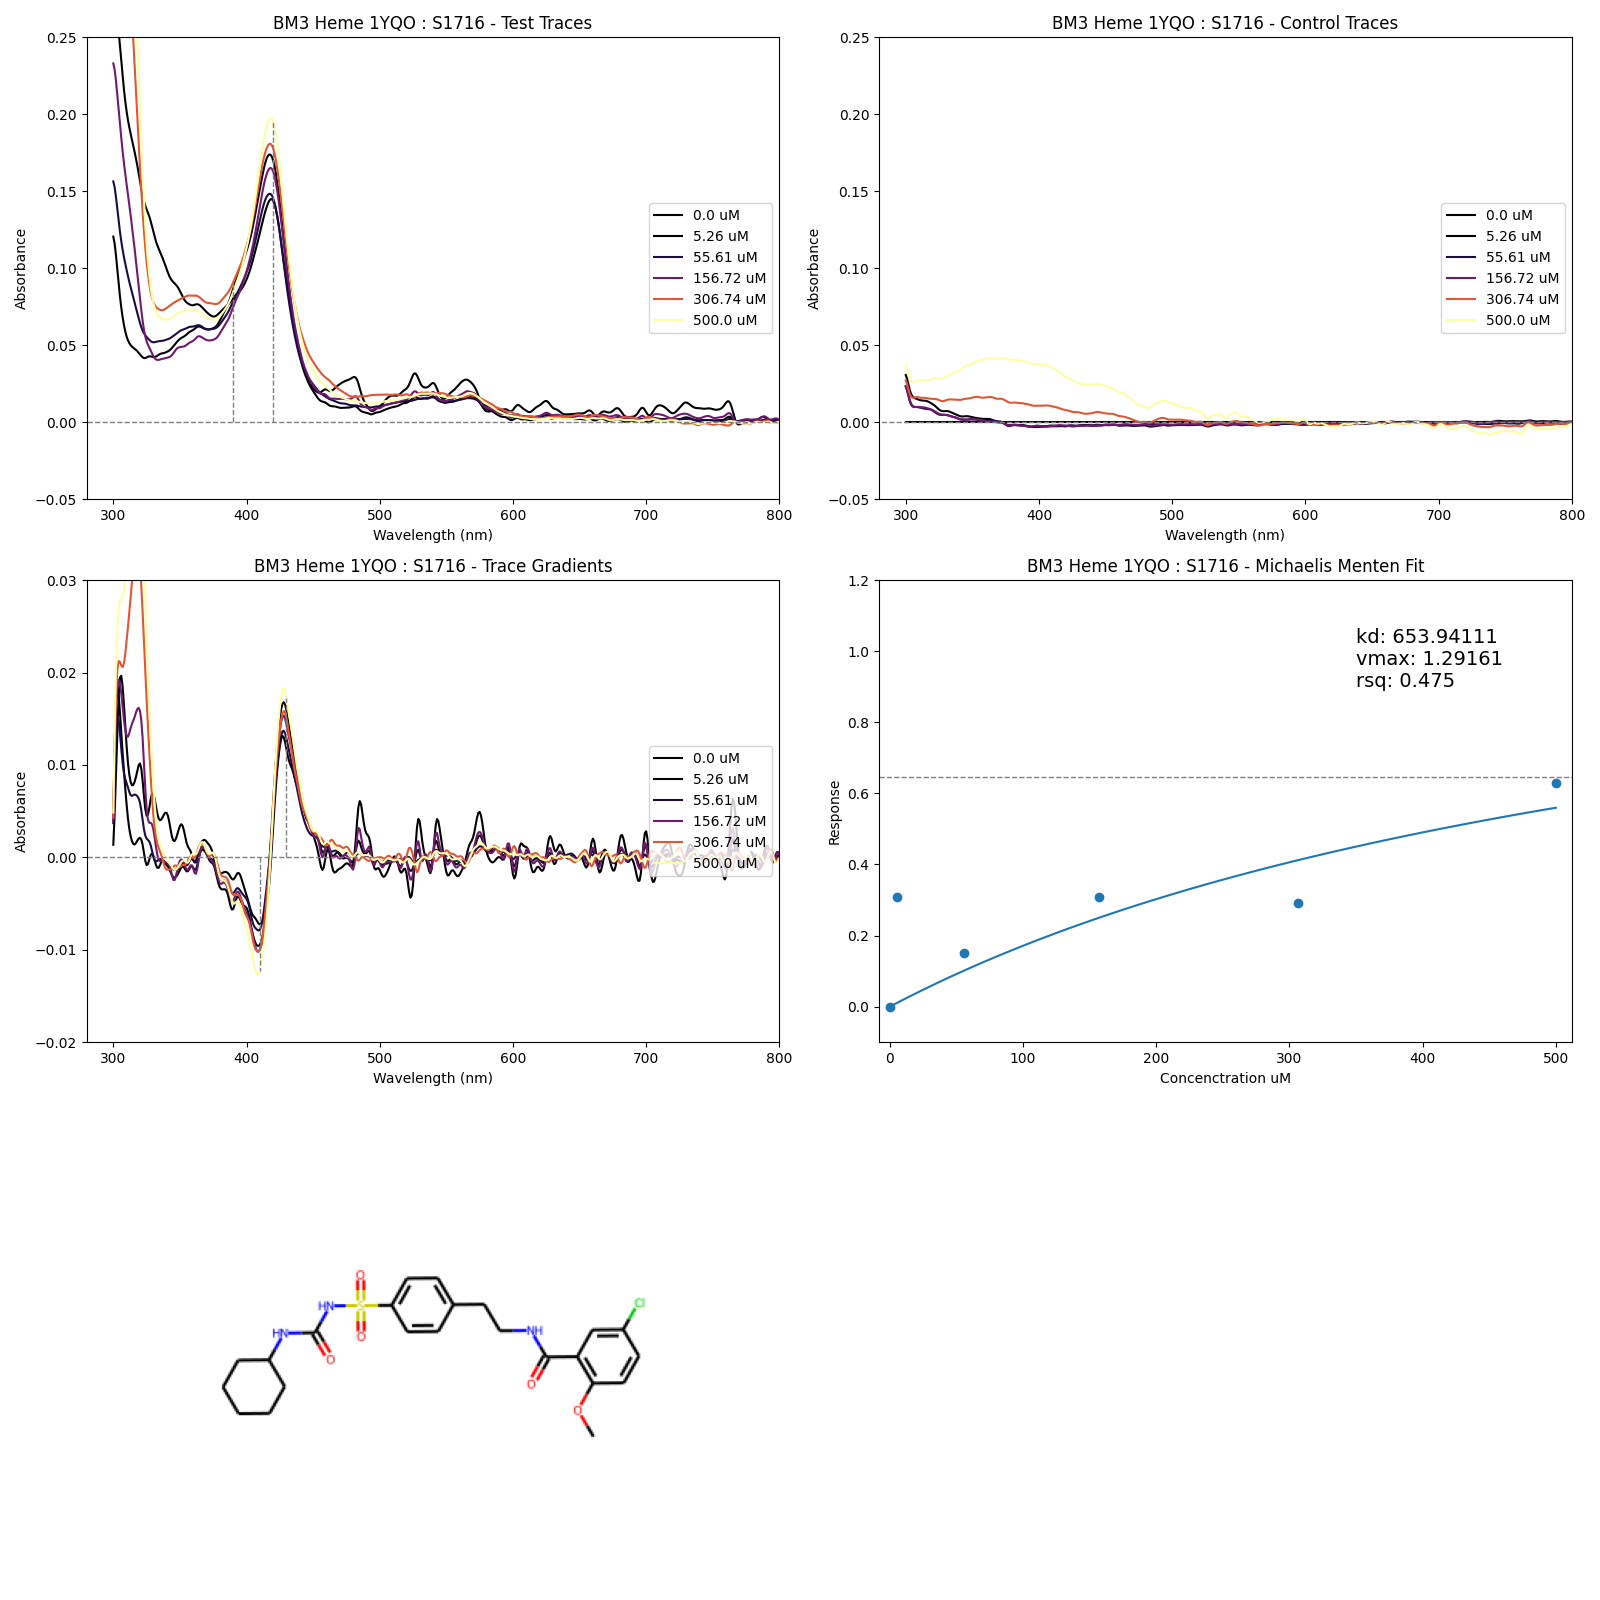 BM3 Heme 1YQO : S1716 - Test Traces
0.25
0.20
0.15
0.10
0.05
0.00
−0.05
Absorbance
300 400 500 600 700 800
Wavelength (nm)
0.0 uM
5.26 uM
55.61 uM
156.72 uM
306.74 uM
500.0 uM
BM3 Heme 1YQO : S1716 - Control Traces
0.25
0.20
0.15
0.10
0.05
0.00
−0.05
Absorbance
300 400 500 600 700 800
Wavelength (nm)
0.0 uM
5.26 uM
55.61 uM
156.72 uM
306.74 uM
500.0 uM
BM3 Heme 1YQO : S1716 - Trace Gradients
0.03
0.02
0.01
0.00
−0.01
−0.02
Absorbance
300 400 500 600 700 800
Wavelength (nm)
0.0 uM
5.26 uM
55.61 uM
156.72 uM
306.74 uM
500.0 uM
BM3 Heme 1YQO : S1716 - Michaelis Menten Fit
1.2
1.0
0.8
0.6
0.4
0.2
0.0
Response
0 100 200 300 400 500
Concenctration uM
kd: 653.94111
vmax: 1.29161
rsq: 0.475
O
HN
S
O
HN
O
NH
O
Cl
O